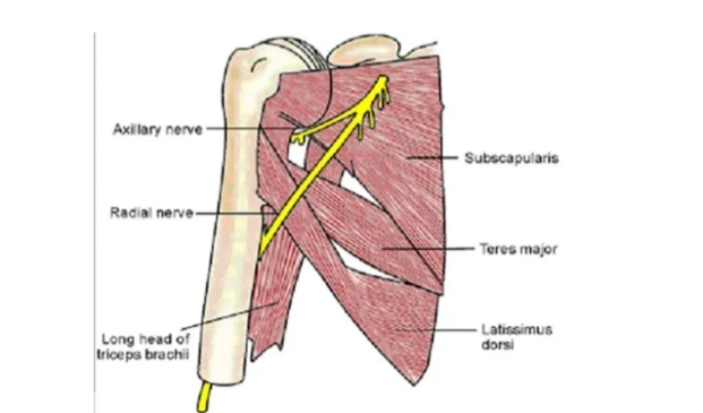 Axillary nerve
Subscapularis
Radial nerve
Teres major
Long head of
triceps brachii
Latissimus
dorsi